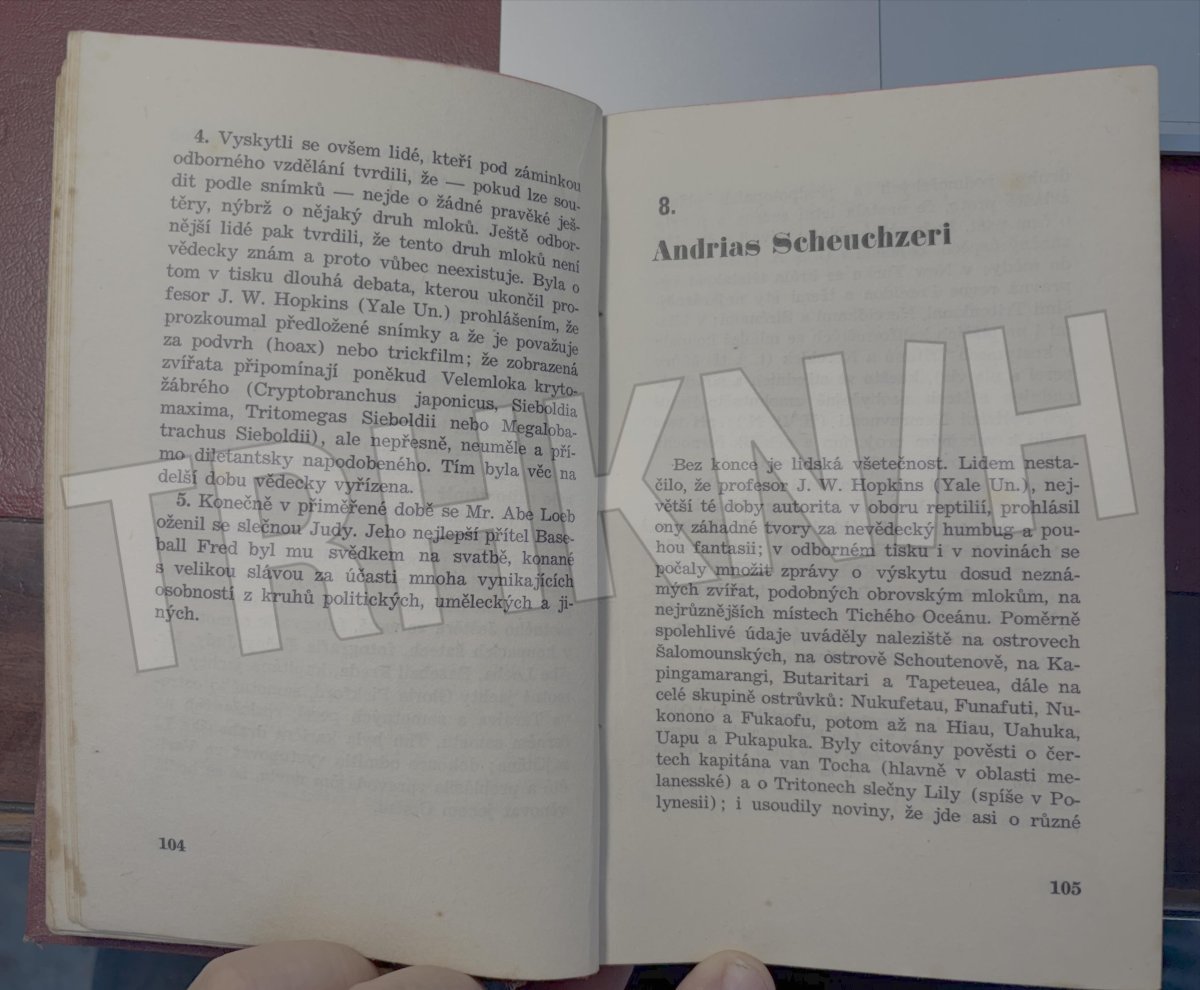 4. Vyskytli se ovšem lidé, kteří pod záminkou
odborného vzdělání tvrdili, že — pokud lze sou-
dit podle snímků — nejde o žádné pravěké ješ-
těry, nýbrž o nějaký druh mloků. Ještě odbor-
nější lidé pak tvrdili, že tento druh mloků není
vědecky znám a proto vůbec neexistuje. Byla o
tom v tisku dlouhá debata, kterou ukončil pro-
fesor J. W. Hopkins (Yale Un.) prohlášením, že
prozkoumal předložené snímky a že je považuje
za podvrh (hoax) nebo trickfilm; že zobrazená
zvířata připomínají poněkud Velemloka kryto-
žábrého (Cryptobranchus japonicus, Sieboldia
maxima, Tritomegas Sieboldii nebo Megaloba-
trachus Sieboldii), ale nepřesně, neuměle a pří-
mo diletantsky napodobeného. Tím byla věc na
delší dobu vědecky vyřízena.
5. Konečně v přiměřené době se Mr. Abe Loeb
oženil se slečnou Judy. Jeho nejlepší přítel Base-
ball Fred byl mu svědkem na svatbě, konané
s velikou slávou za účasti mnoha vynikajících
osobností z kruhů politických, uměleckých a ji-
ných.
104
8.
Andrias Scheuchzeri
Bez konce je lidská všetečnost. Lidem nesta-
čilo, že profesor J. W. Hopkins (Yale Un.), nej-
větší té doby autorita v oboru reptilií, prohlásil
ony záhadné tvory za nevědecký humbug a pou-
hou fantasii; v odborném tisku i v novinách se
počaly množit zprávy o výskytu dosud nezná-
mých zvířat, podobných obrovským mlokům, na
nejrůznějších místech Tichého Oceánu. Poměrně
spolehlivé údaje uváděly naleziště na ostrovech
Šalomounských, na ostrově Schoutenově, na Ka-
pingamarangi, Butaritari a Tapeteuea, dále na
celé skupině ostrůvků: Nukufetau, Funafuti, Nu-
konono a Fukaofu, potom až na Hiau, Uahuka,
Uapu a Pukapuka. Byly citovány pověsti o čer-
tech kapitána van Tocha (hlavně v oblasti me-
lanesské) a o Tritonech slečny Lily (spíše v Po-
lynesii); i usoudily noviny, že jde asi o různé
105
TRHKNIH